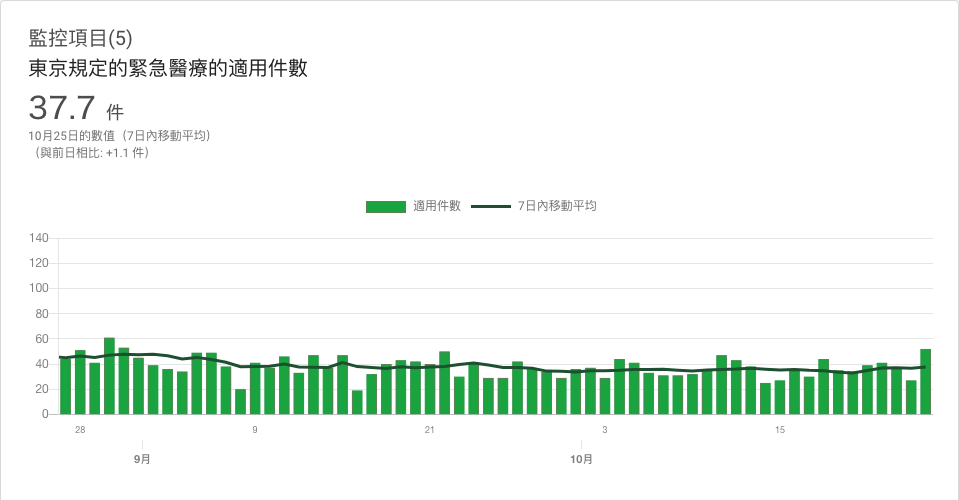 監控項目(5)
東京規定的緊急醫療的適用件數
37.7 件
10月25日的數值（7日內移動平均）
（與前日相比: +1.1 件）
適用件數 7日內移動平均
140
120
100
80
60
40
20
0
28 9 21 3 15
9月 10月